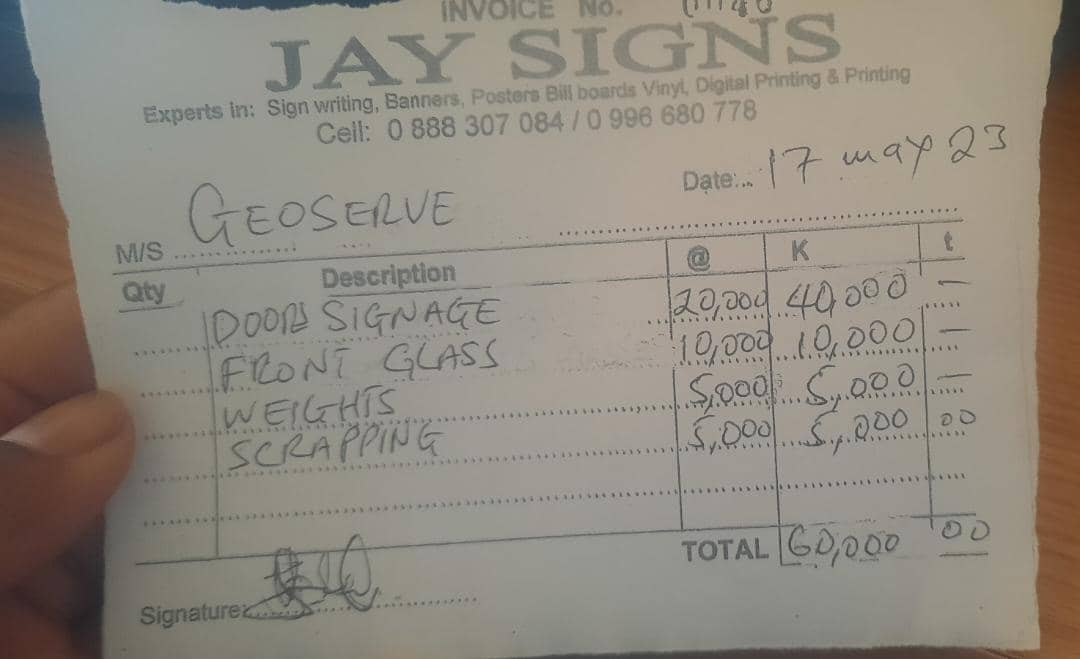 INVOICE No.
JAY SIGNS
Experts in: Sign writing, Banners, Posters Bill boards Vinyl, Digital Printing & Printing
Cell: 0 888 307 084 / 0 996 680 778
Date:... 17 may 23
M/S GEOSERVE
Qty Description @ K t
DOORS SIGNAGE 20,000 40,000 —
FRONT GLASS 10,000 10,000 —
WEIGHTS 5,000 5,000 —
SCRAPPING 5,000 5,000 00
TOTAL 60,000 00
Signature: